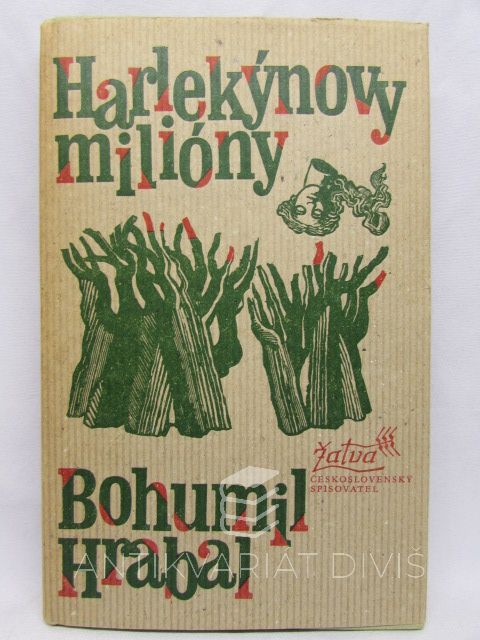 Harlekýnovy
milióny
žatva
ČESKOSLOVENSKÝ
SPISOVATEL
Bohumil
Hrabal
ANTIKVARIÁT DIVIŠ